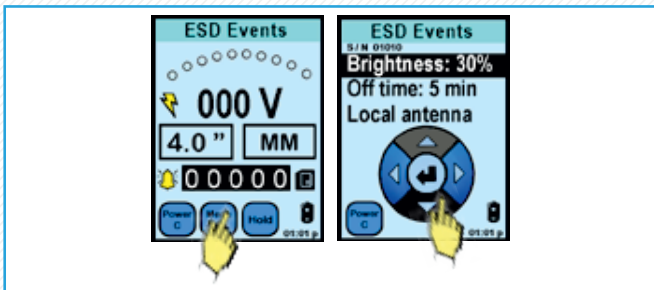 ESD Events
000 V
4.0 ”
MM
00000
Power
C
Hold
01:01 p
ESD Events
S/N 01010
Brightness: 30%
Off time: 5 min
Local antenna
Power
C
01:01 p